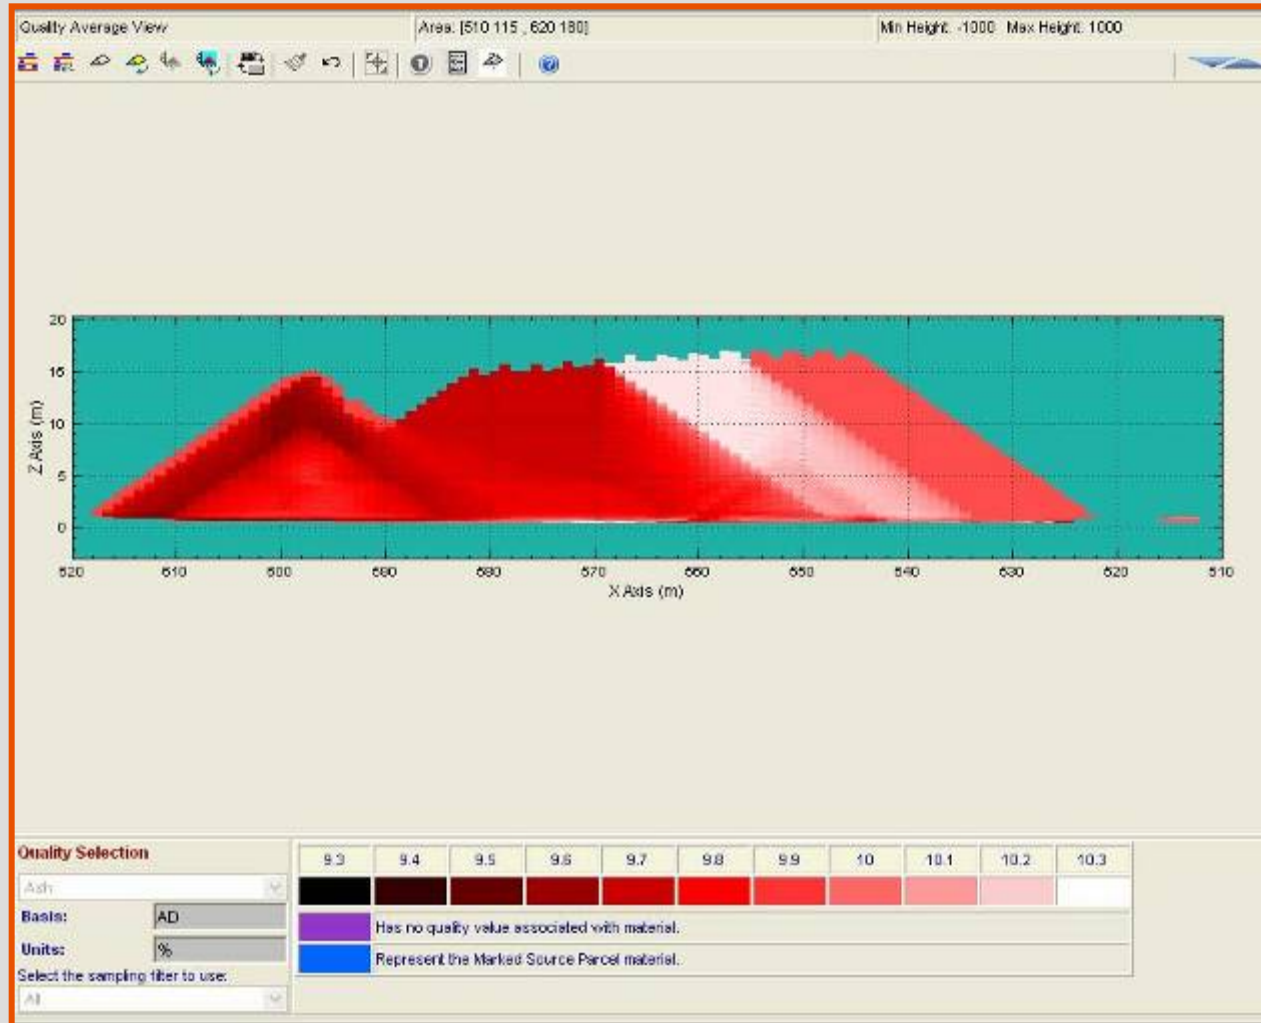 Quality Average View
Area: [510 115 , 620 180]
Min Height: -1000 Max Height: 1000
20
15
10
5
0
Z Axis (m)
620 610 600 590 580 570 560 550 540 530 520 510
X Axis (m)
Quality Selection
Ash
Basis: AD
Units: %
Select the sampling filter to use:
All
9.3 9.4 9.5 9.6 9.7 9.8 9.9 10 10.1 10.2 10.3
Has no quality value associated with material.
Represent the Marked Source Parcel material.